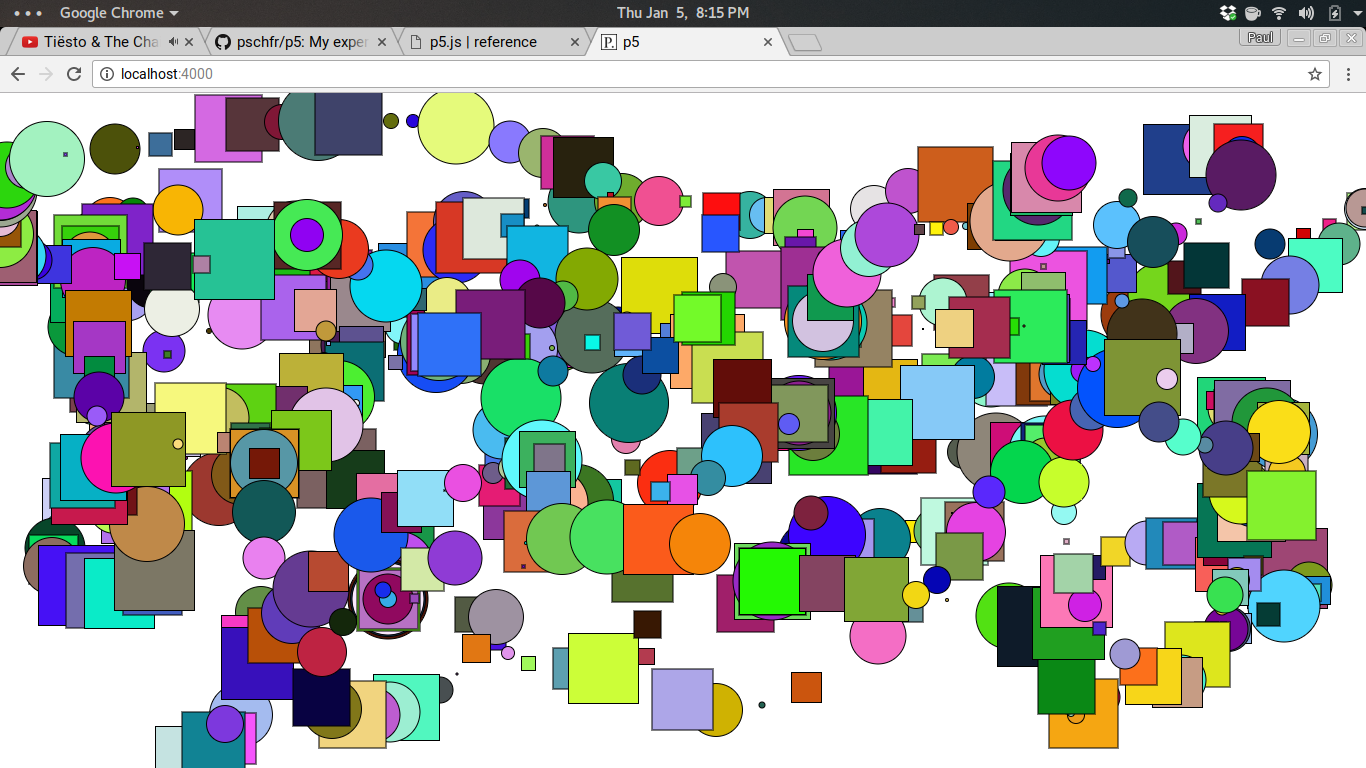 Google Chrome
Thu Jan 5, 8:15 PM
Tiësto & The Cha
pschfr/p5: My exper
p5.js | reference
P.
p5
Paul
localhost:4000